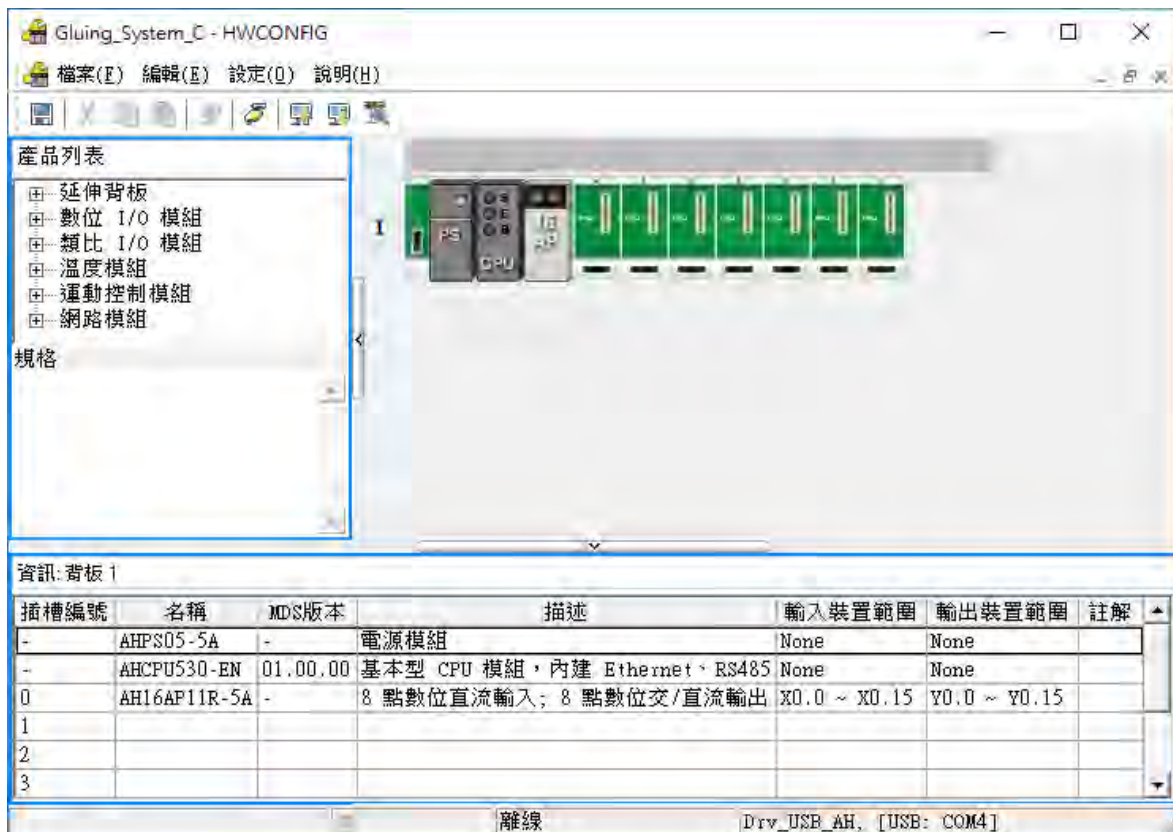 Gluing_System_C - HWCONFIG
檔案(F) 編輯(E) 設定(O) 說明(H)
產品列表
延伸背板
數位 I/O 模組
類比 I/O 模組
溫度模組
運動控制模組
網路模組
規格
1
PS
CPU
16
AP
資訊: 背板 1
插槽編號 名稱 MDS版本 描述 輸入裝置範圍 輸出裝置範圍 註解
- AHPS05-5A - 電源模組 None None
- AHCPU530-EN 01.00.00 基本型 CPU 模組，內建 Ethernet、RS485 None None
0 AH16AP11R-5A - 8 點數位直流輸入; 8 點數位交/直流輸出 X0.0 ~ X0.15 Y0.0 ~ Y0.15
1
2
3
離線 Drv_USB_AH, [USB: COM4]